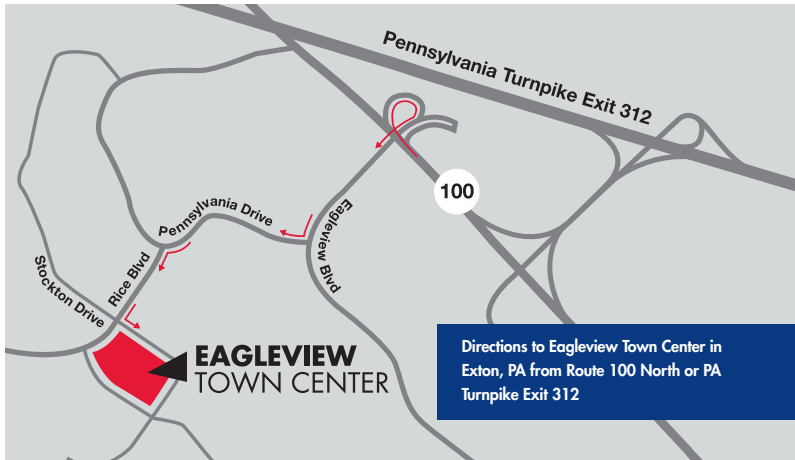 Pennsylvania Turnpike Exit 312
100
Pennsylvania Drive
Eagleview Blvd
Rice Blvd
Stockton Drive
EAGLEVIEW
TOWN CENTER
Directions to Eagleview Town Center in
Exton, PA from Route 100 North or PA
Turnpike Exit 312